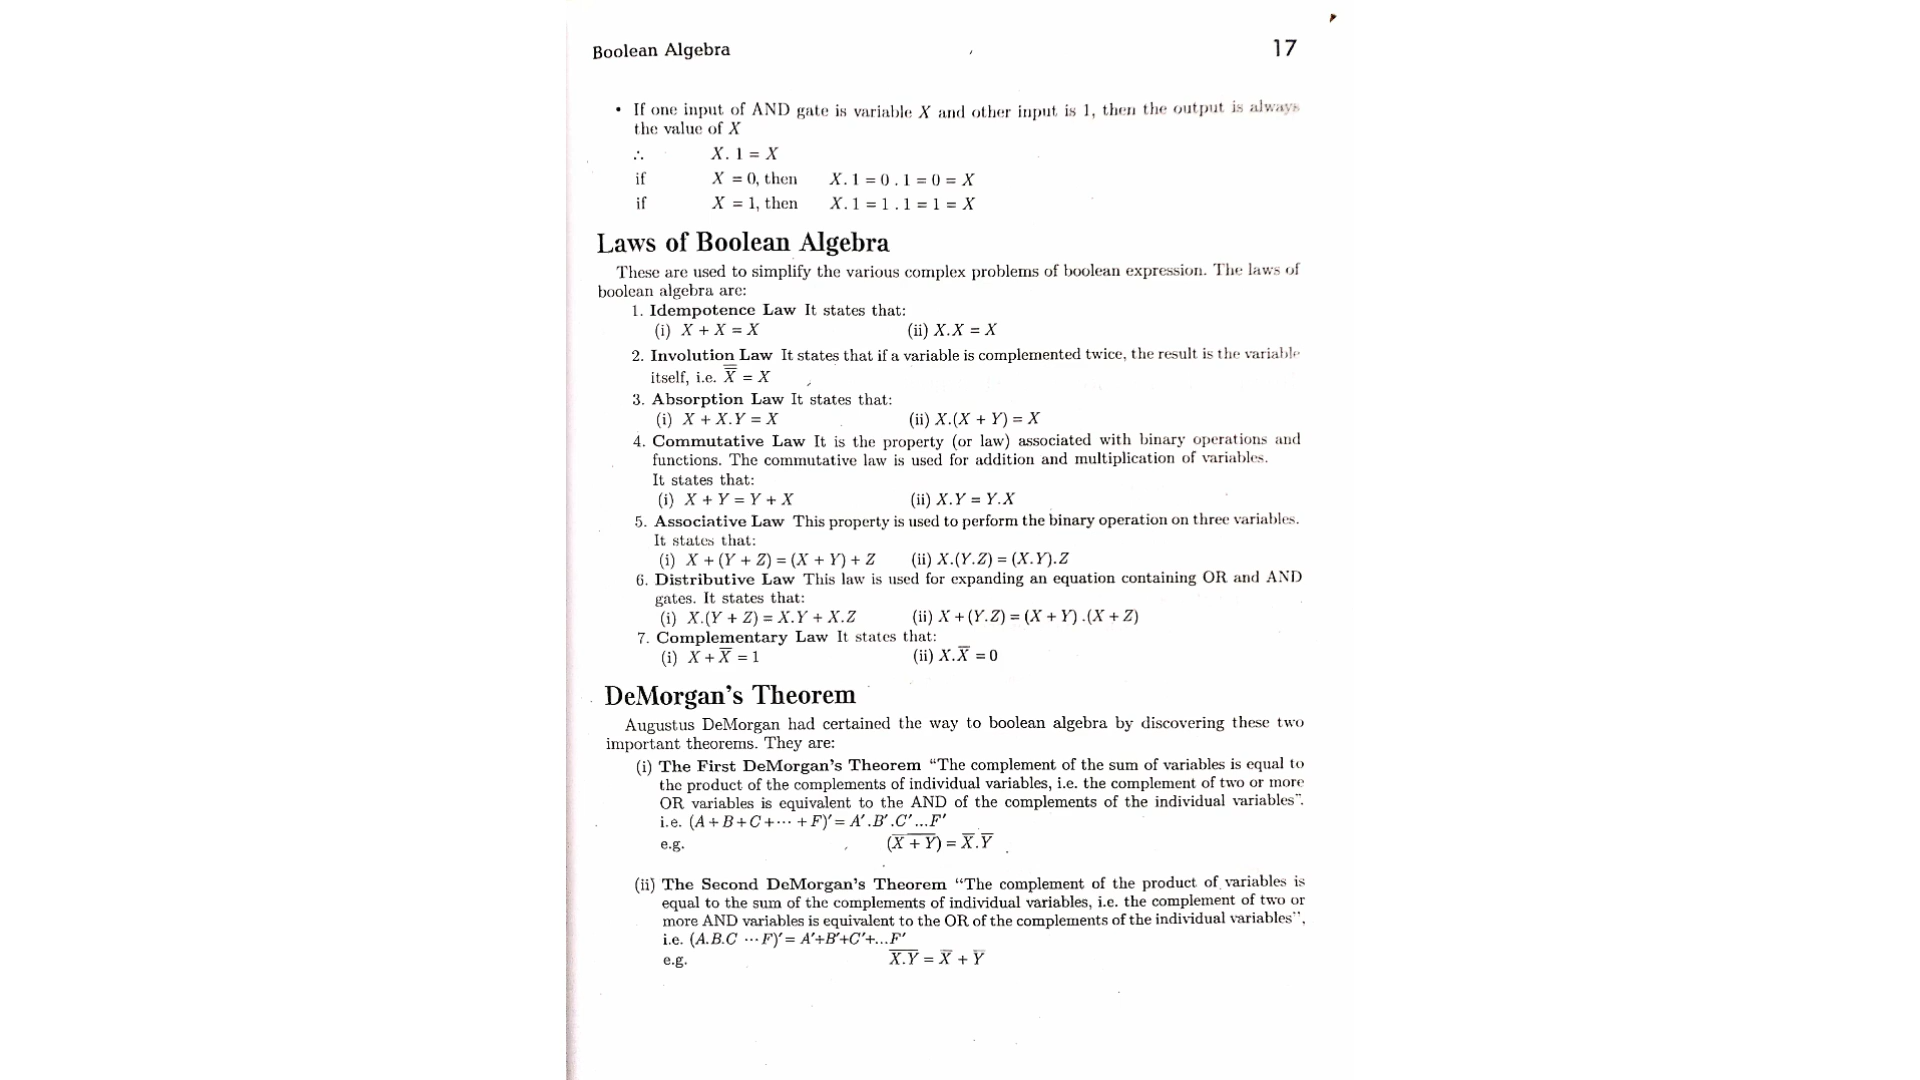 Boolean Algebra 17
• If one input of AND gate is variable X and other input is 1, then the output is always
the value of X
∴ X. 1 = X
if X = 0, then X. 1 = 0 . 1 = 0 = X
if X = 1, then X. 1 = 1 . 1 = 1 = X
Laws of Boolean Algebra
These are used to simplify the various complex problems of boolean expression. The laws of
boolean algebra are:
1. Idempotence Law It states that:
(i) X + X = X (ii) X.X = X
2. Involution Law It states that if a variable is complemented twice, the result is the variable
itself, i.e. X̿ = X
3. Absorption Law It states that:
(i) X + X.Y = X (ii) X.(X + Y) = X
4. Commutative Law It is the property (or law) associated with binary operations and
functions. The commutative law is used for addition and multiplication of variables.
It states that:
(i) X + Y = Y + X (ii) X.Y = Y.X
5. Associative Law This property is used to perform the binary operation on three variables.
It states that:
(i) X + (Y + Z) = (X + Y) + Z (ii) X.(Y.Z) = (X.Y).Z
6. Distributive Law This law is used for expanding an equation containing OR and AND
gates. It states that:
(i) X.(Y + Z) = X.Y + X.Z (ii) X + (Y.Z) = (X + Y) .(X + Z)
7. Complementary Law It states that:
(i) X + X̅ = 1 (ii) X.X̅ = 0
DeMorgan's Theorem
Augustus DeMorgan had certained the way to boolean algebra by discovering these two
important theorems. They are:
(i) The First DeMorgan's Theorem “The complement of the sum of variables is equal to
the product of the complements of individual variables, i.e. the complement of two or more
OR variables is equivalent to the AND of the complements of the individual variables”.
i.e. (A + B + C + ⋯ + F)′ = A′.B′.C′...F′
e.g. (X̅ ̅+̅ ̅Y̅) = X̅.Y̅
(ii) The Second DeMorgan's Theorem “The complement of the product of variables is
equal to the sum of the complements of individual variables, i.e. the complement of two or
more AND variables is equivalent to the OR of the complements of the individual variables”,
i.e. (A.B.C ⋯ F)′ = A′+B′+C′+...F′
e.g. X̅.̅Y̅ = X̅ + Y̅